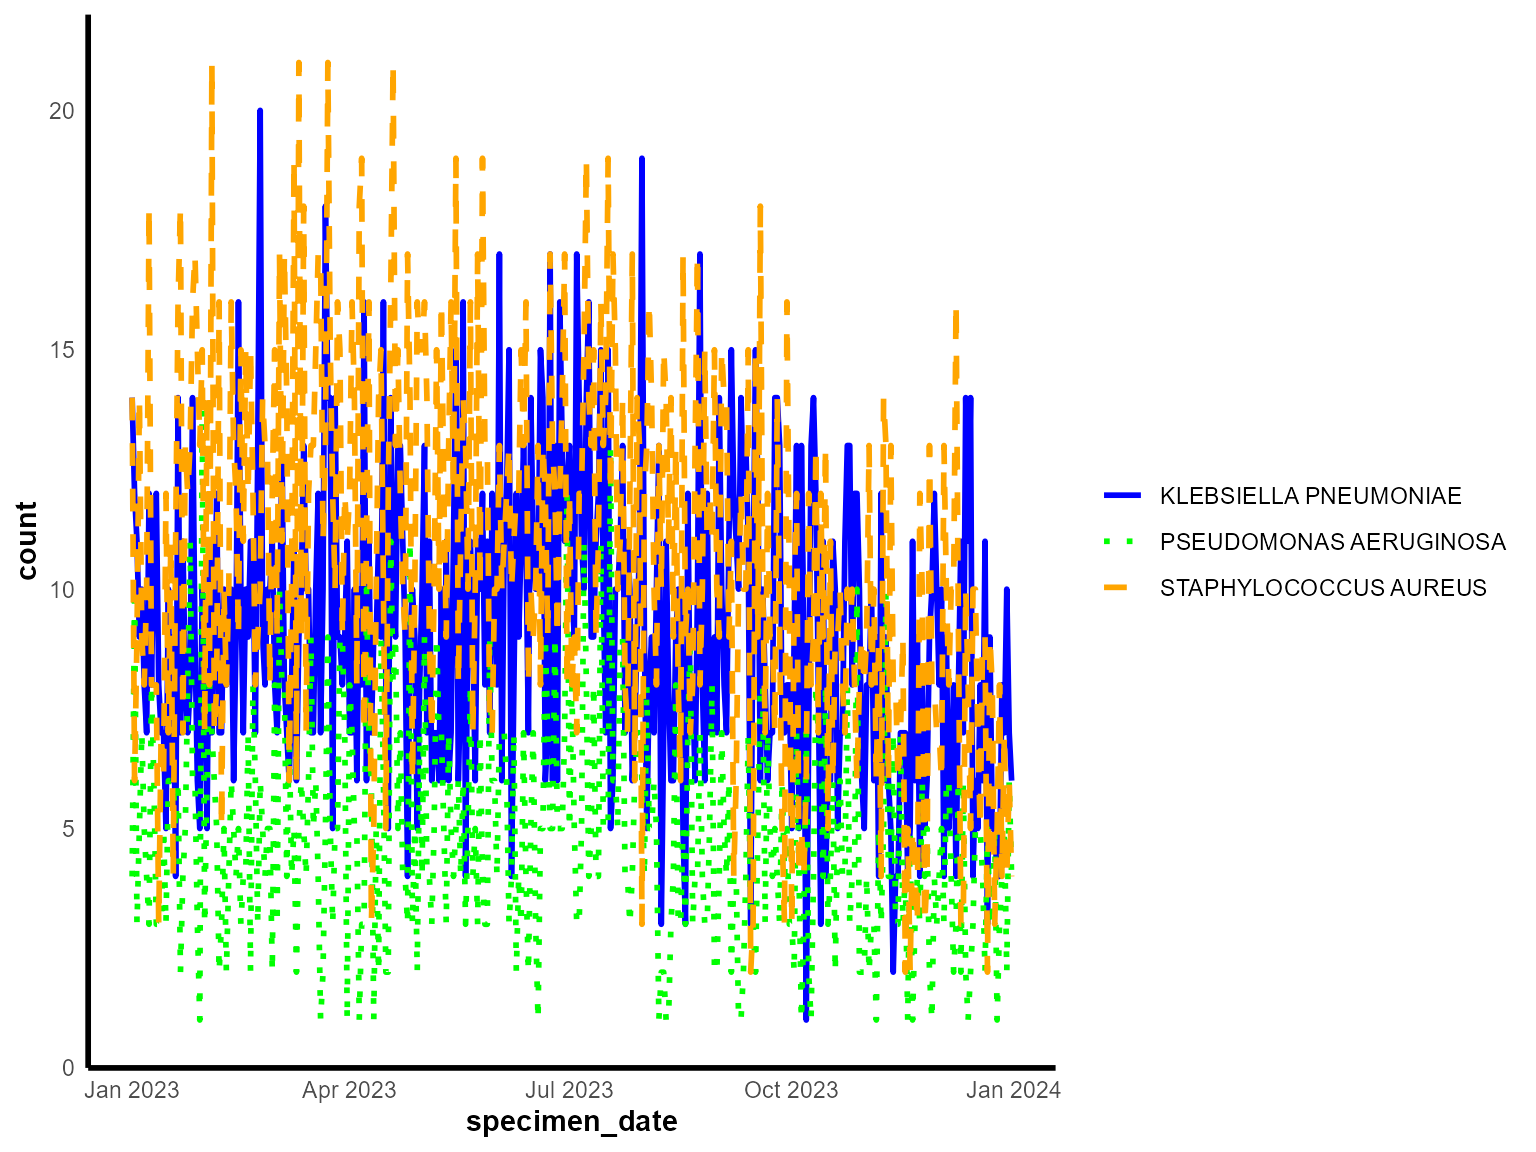 count
20
15
10
5
0
Jan 2023 Apr 2023 Jul 2023 Oct 2023 Jan 2024
specimen_date
KLEBSIELLA PNEUMONIAE
PSEUDOMONAS AERUGINOSA
STAPHYLOCOCCUS AUREUS